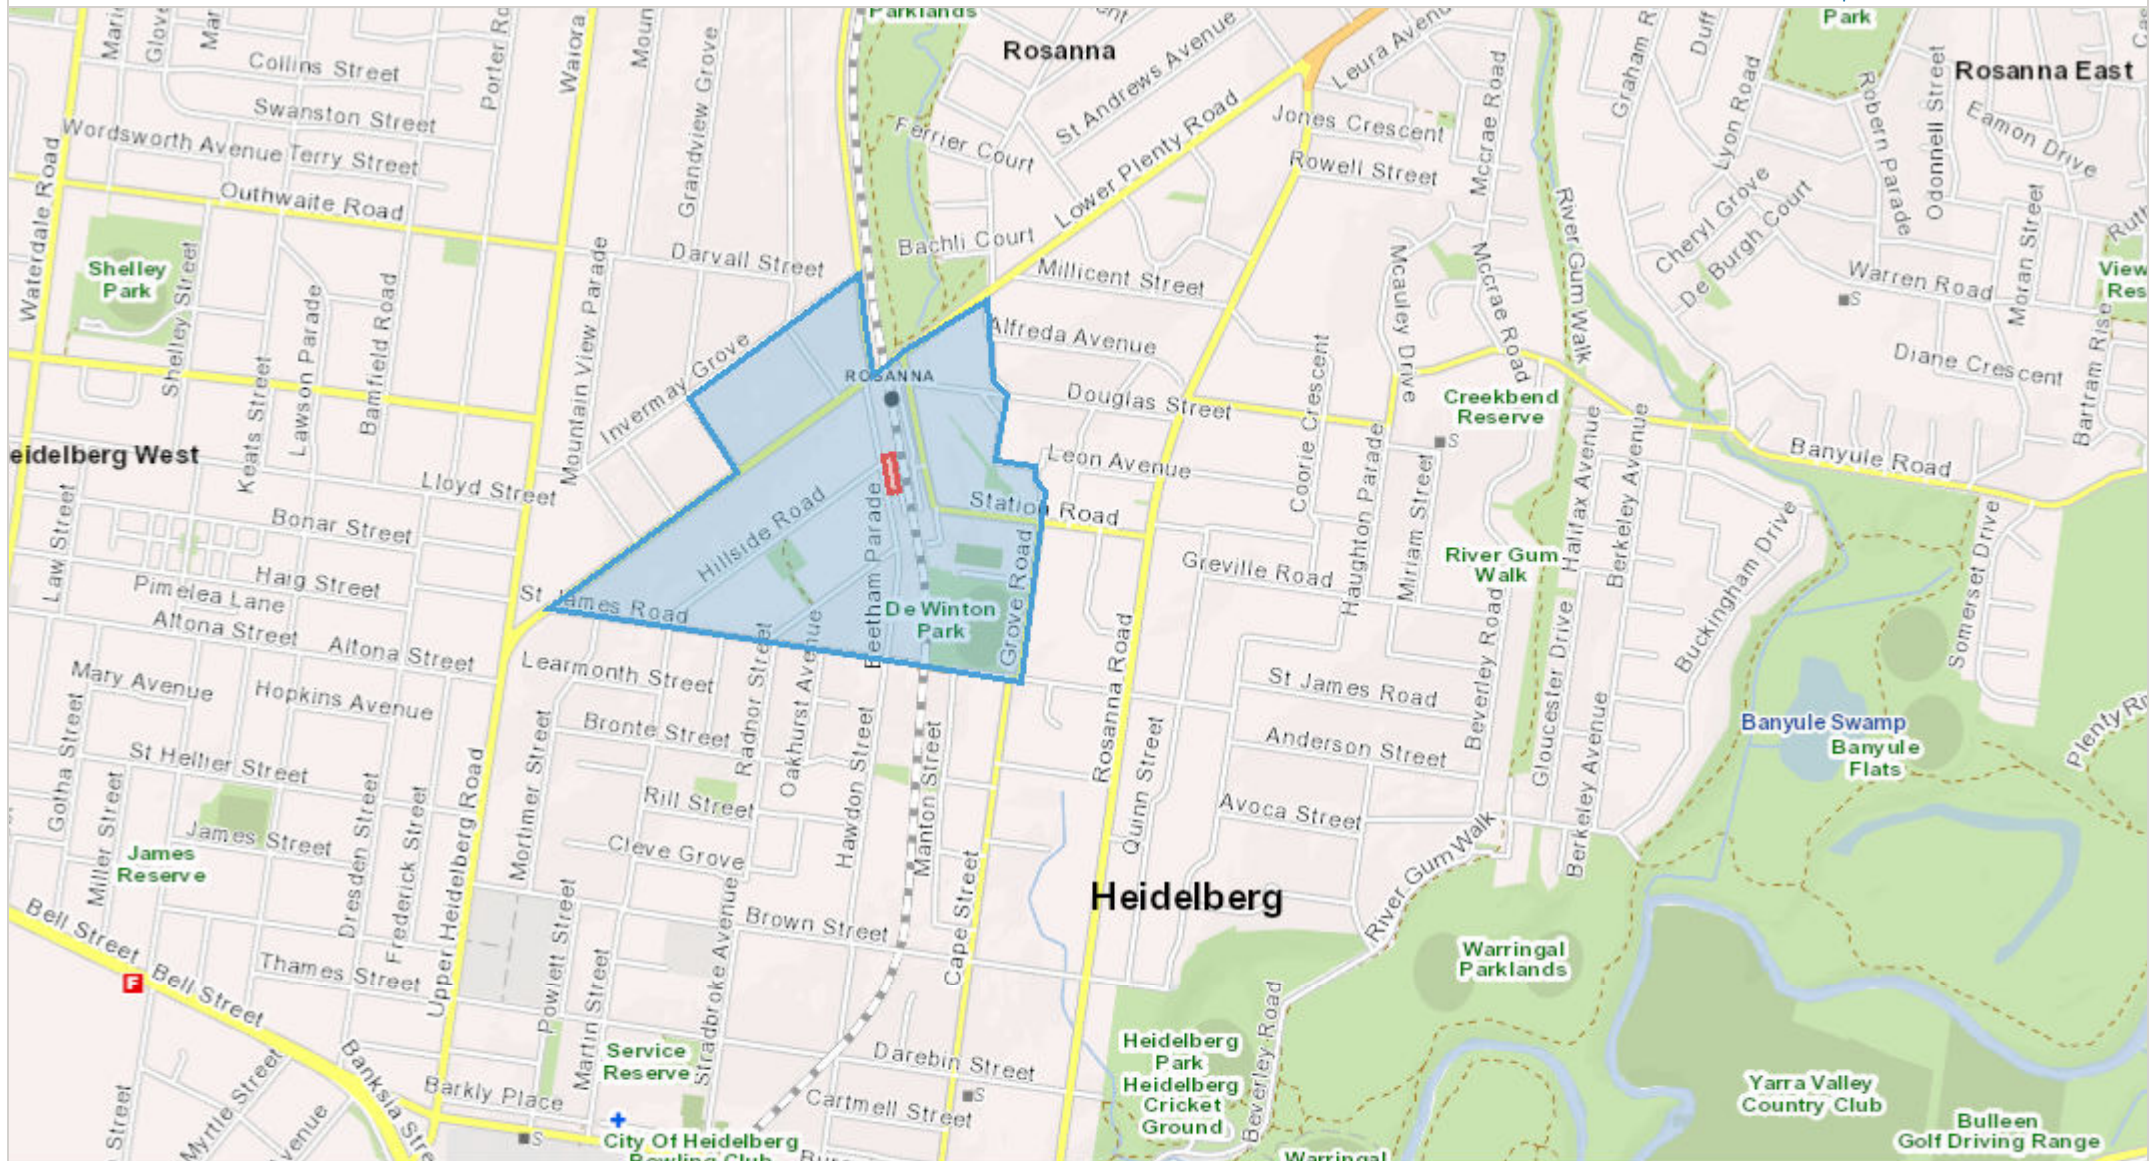 Parklands
Rosanna
Park
Rosanna East
Collins Street
Swanston Street
Wordsworth Avenue
Terry Street
Outhwaite Road
Porter Rd
Waiora
Grandview Grove
Waterdale Road
St Andrews Avenue
Leura Avenue
Ferrier Court
Lower Plenty Road
Jones Crescent
Rowell Street
Mccrae Road
Graham R
Duff
Lyon Road
Robern Parade
Odonnell Street
Eamon Drive
Cheryl Grove
De Burgh Court
River Gum Walk
Moran Street
Ruth
Shelley
Park
Shelley Street
Darvall Street
Bachli Court
Millicent Street
Mcauley Drive
Mccrae Road
Warren Road
S
View
Res
Lawson Parade
Bamfield Road
Mountain View Parade
Invermay Grove
Alfreda Avenue
Coorie Crescent
Diane Crescent
Bartram Rise
Keats Street
ROSANNA
Douglas Street
Creekbend
Reserve
S
Banyule Road
eidelberg West
Lloyd Street
Leon Avenue
Haughton Parade
Miriam Street
Halifax Avenue
Berkeley Avenue
Law Street
Bonar Street
Hillside Road
Beetham Parade
Station Road
Buckingham Drive
Somerset Drive
Haig Street
Pimelea Lane
St James Road
De Winton
Park
Grove Road
Greville Road
River Gum
Walk
Altona Street
Altona Street
Learmonth Street
Radnor Street
Oakhurst Avenue
Rosanna Road
St James Road
Beverley Road
Gloucester Drive
Mary Avenue
Hopkins Avenue
Gotha Street
Bronte Street
Hawdon Street
Manton Street
Quinn Street
Anderson Street
Berkeley Avenue
Banyule Swamp
Banyule
Flats
Plenty Ri
St Hellier Street
Miller Street
Dresden Street
Frederick Street
Upper Heidelberg Road
Mortimer Street
Rill Street
Avoca Street
James Street
James
Reserve
Cleve Grove
River Gum Walk
Heidelberg
Bell Street
Bell Street
F
Thames Street
Powlett Street
Martin Street
Stradbroke Avenue
Brown Street
Cape Street
Warringal
Parklands
Banksia Stre
Barkly Place
Service
Reserve
Darebin Street
Cartmell Street
S
Heidelberg
Park
Heidelberg
Cricket
Ground
Beverley Road
Yarra Valley
Country Club
Bulleen
Golf Driving Range
Street
Myrtle Street
venue
S
City Of Heidelberg
Bowling Club
Warringal